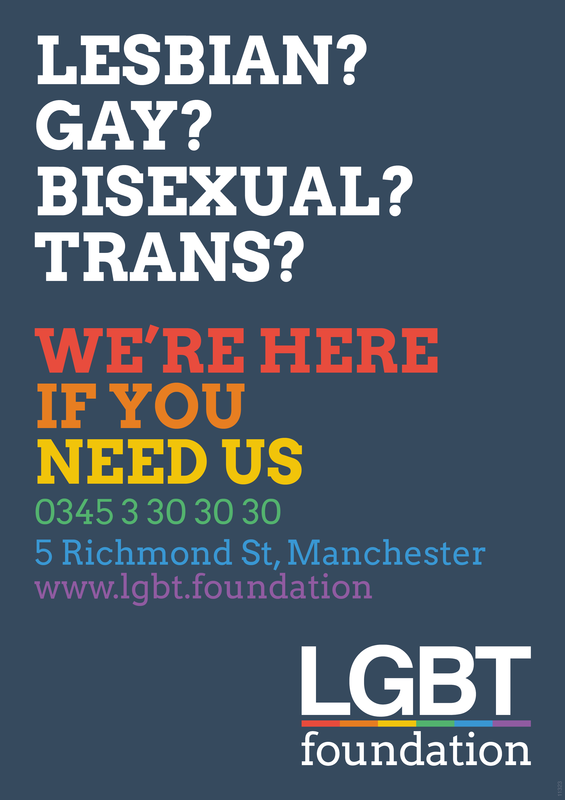 LESBIAN?
GAY?
BISEXUAL?
TRANS?
WE'RE HERE
IF YOU
NEED US
0345 3 30 30 30
5 Richmond St, Manchester
www.lgbt.foundation
LGBT
foundation